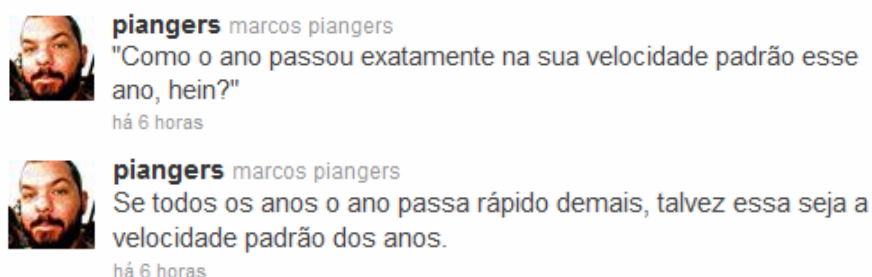 piangers marcos piangers
"Como o ano passou exatamente na sua velocidade padrão esse
ano, hein?"
há 6 horas
piangers marcos piangers
Se todos os anos o ano passa rápido demais, talvez essa seja a
velocidade padrão dos anos.
há 6 horas